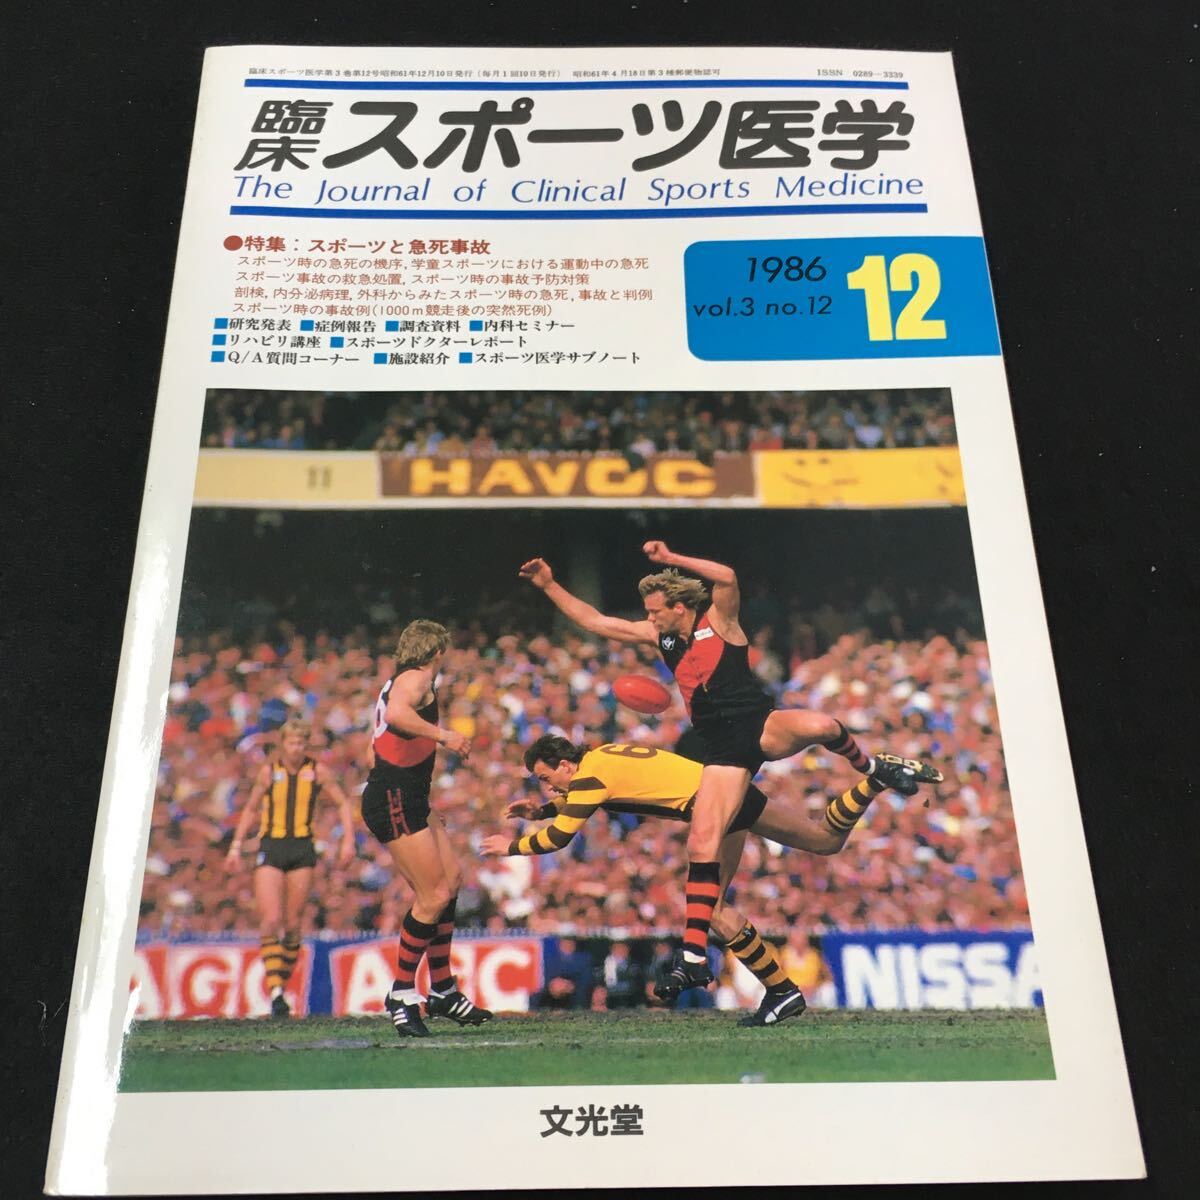 臨床スポーツ医学第3巻第12号昭和61年12月10日発行(毎月1回10日発行) 昭和61年4月18日第3種郵便物認可 ISSN 0289-3339
臨床スポーツ医学
The Journal of Clinical Sports Medicine
●特集：スポーツと急死事故
スポーツ時の急死の機序，学童スポーツにおける運動中の急死
スポーツ事故の救急処置，スポーツ時の事故予防対策
剖検，内分泌病理，外科からみたスポーツ時の急死，事故と判例
スポーツ時の事故例(1000m競走後の突然死例)
■研究発表 ■症例報告 ■調査資料 ■内科セミナー
■リハビリ講座 ■スポーツドクターレポート
■Q/A質問コーナー ■施設紹介 ■スポーツ医学サブノート
1986
vol.3 no.12
12
11
HAVOC
6
AGC
NISSA
文光堂